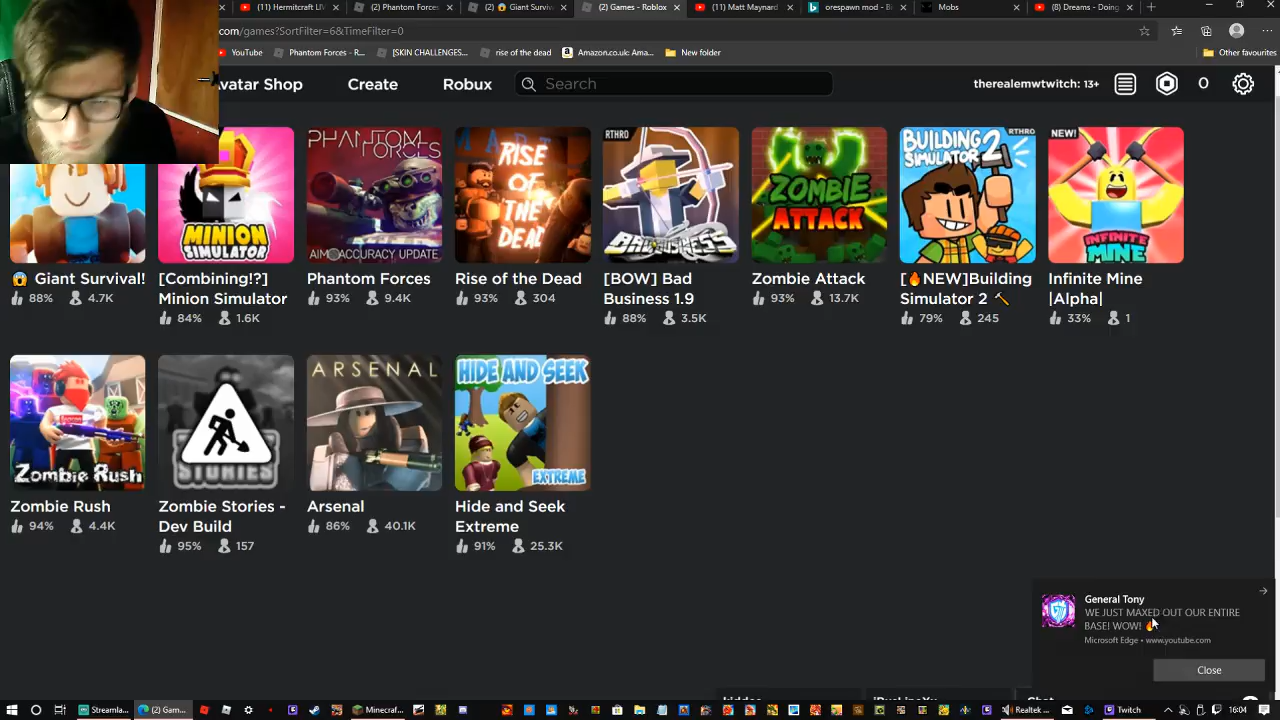 (11) Hermitcraft LIV
(2) Phantom Forces
(2) 😱 Giant Surviva
(2) Games - Roblox
(11) Matt Maynard
orespawn mod - Bi
Mobs
(8) Dreams - Doing
com/games?SortFilter=6&TimeFilter=0
YouTube
Phantom Forces - R...
[SKIN CHALLENGES...
rise of the dead
Amazon.co.uk: Ama...
New folder
Other favourites
vatar Shop
Create
Robux
Search
therealemwtwitch: 13+
0
MINION
SIMULATOR
PHANTOM
FORCES
AIM ACCURACY UPDATE
RISE
OF
THE
DEAD
RTHRO
BAD BUSINESS
ZOMBIE
ATTACK
BUILDING
SIMULATOR 2
RTHRO
NEW!
INFINITE
MINE
😱 Giant Survival!
88% 4.7K
[Combining!?]
Minion Simulator
84% 1.6K
Phantom Forces
93% 9.4K
Rise of the Dead
93% 304
[BOW] Bad
Business 1.9
88% 3.5K
Zombie Attack
93% 13.7K
[🔥NEW]Building
Simulator 2 🔨
79% 245
Infinite Mine
|Alpha|
33% 1
Zombie Rush
STORIES
ARSENAL
HIDE AND SEEK
EXTREME
Zombie Rush
94% 4.4K
Zombie Stories -
Dev Build
95% 157
Arsenal
86% 40.1K
Hide and Seek
Extreme
91% 25.3K
General Tony
WE JUST MAXED OUT OUR ENTIRE
BASE! WOW! 🔥
Microsoft Edge • www.youtube.com
Close
Chat
Streamla...
(2) Gam...
Minecraf...
Realtek ...
Twitch
16:04